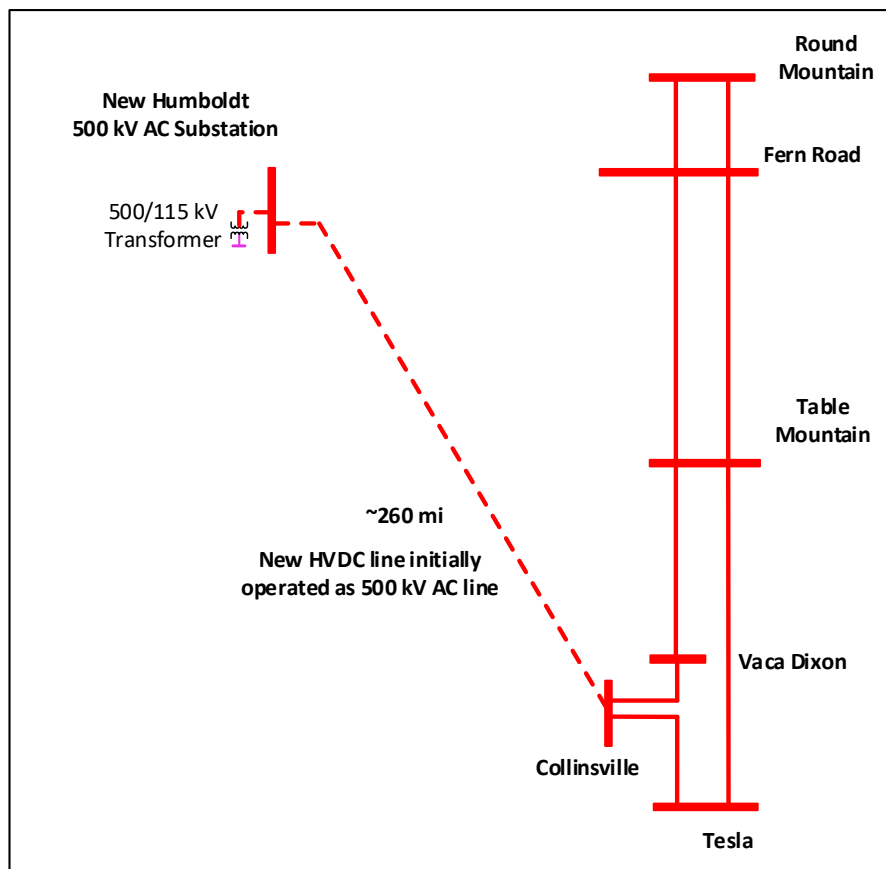 Round
Mountain
New Humboldt
500 kV AC Substation
Fern Road
500/115 kV
Transformer
Table
Mountain
~260 mi
New HVDC line initially
operated as 500 kV AC line
Vaca Dixon
Collinsville
Tesla